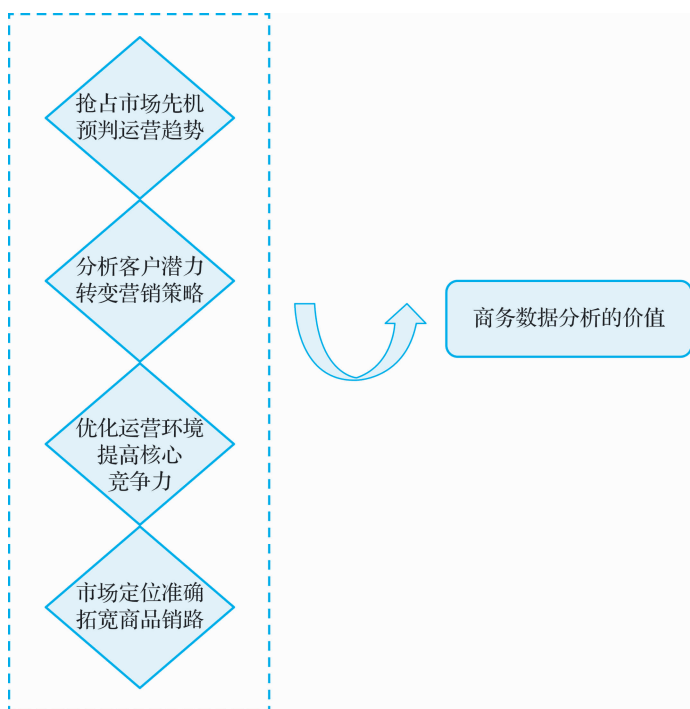 抢占市场先机
预判运营趋势
分析客户潜力
转变营销策略
优化运营环境
提高核心
竞争力
市场定位准确
拓宽商品销路
商务数据分析的价值